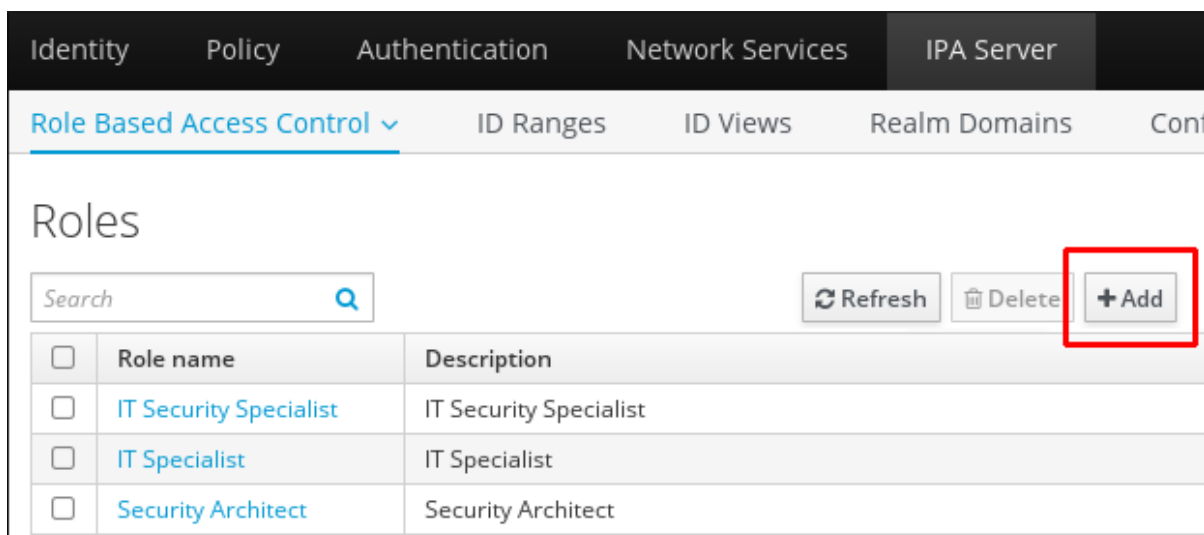 Identity Policy Authentication Network Services IPA Server
Role Based Access Control ID Ranges ID Views Realm Domains Conf
Roles
Search Refresh Delete +Add
Role name Description
IT Security Specialist IT Security Specialist
IT Specialist IT Specialist
Security Architect Security Architect